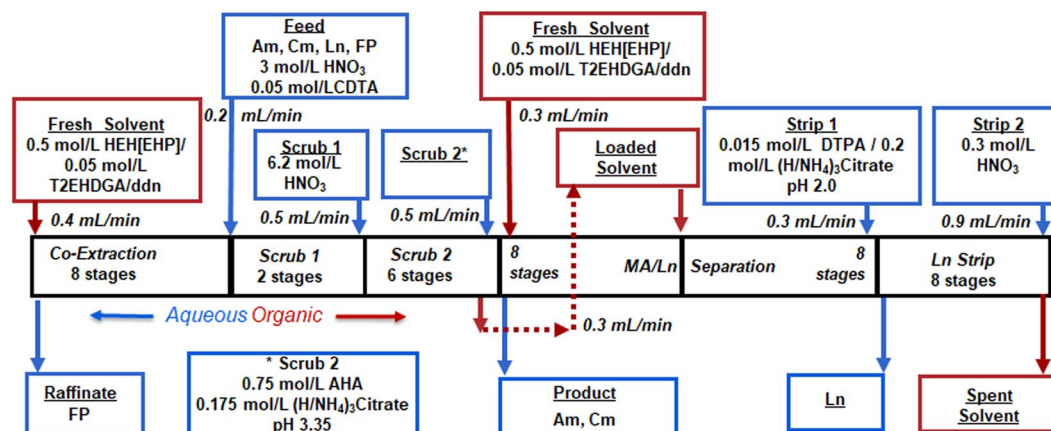 Feed
Am, Cm, Ln, FP
3 mol/L HNO3
0.05 mol/LCDTA
Fresh Solvent
0.5 mol/L HEH[EHP]/
0.05 mol/L T2EHDGA/ddn
Fresh Solvent
0.5 mol/L HEH[EHP]/
0.05 mol/L
T2EHDGA/ddn
0.2 mL/min
0.3 mL/min
Scrub 1
6.2 mol/L
HNO3
Scrub 2*
Loaded
Solvent
Strip 1
0.015 mol/L DTPA / 0.2
mol/L (H/NH4)3Citrate
pH 2.0
Strip 2
0.3 mol/L
HNO3
0.4 mL/min
0.5 mL/min
0.5 mL/min
0.3 mL/min
0.9 mL/min
Co-Extraction
8 stages
Scrub 1
2 stages
Scrub 2
6 stages
8
stages
MA/Ln
Separation
8
stages
Ln Strip
8 stages
Aqueous Organic
0.3 mL/min
Raffinate
FP
* Scrub 2
0.75 mol/L AHA
0.175 mol/L (H/NH4)3Citrate
pH 3.35
Product
Am, Cm
Ln
Spent
Solvent